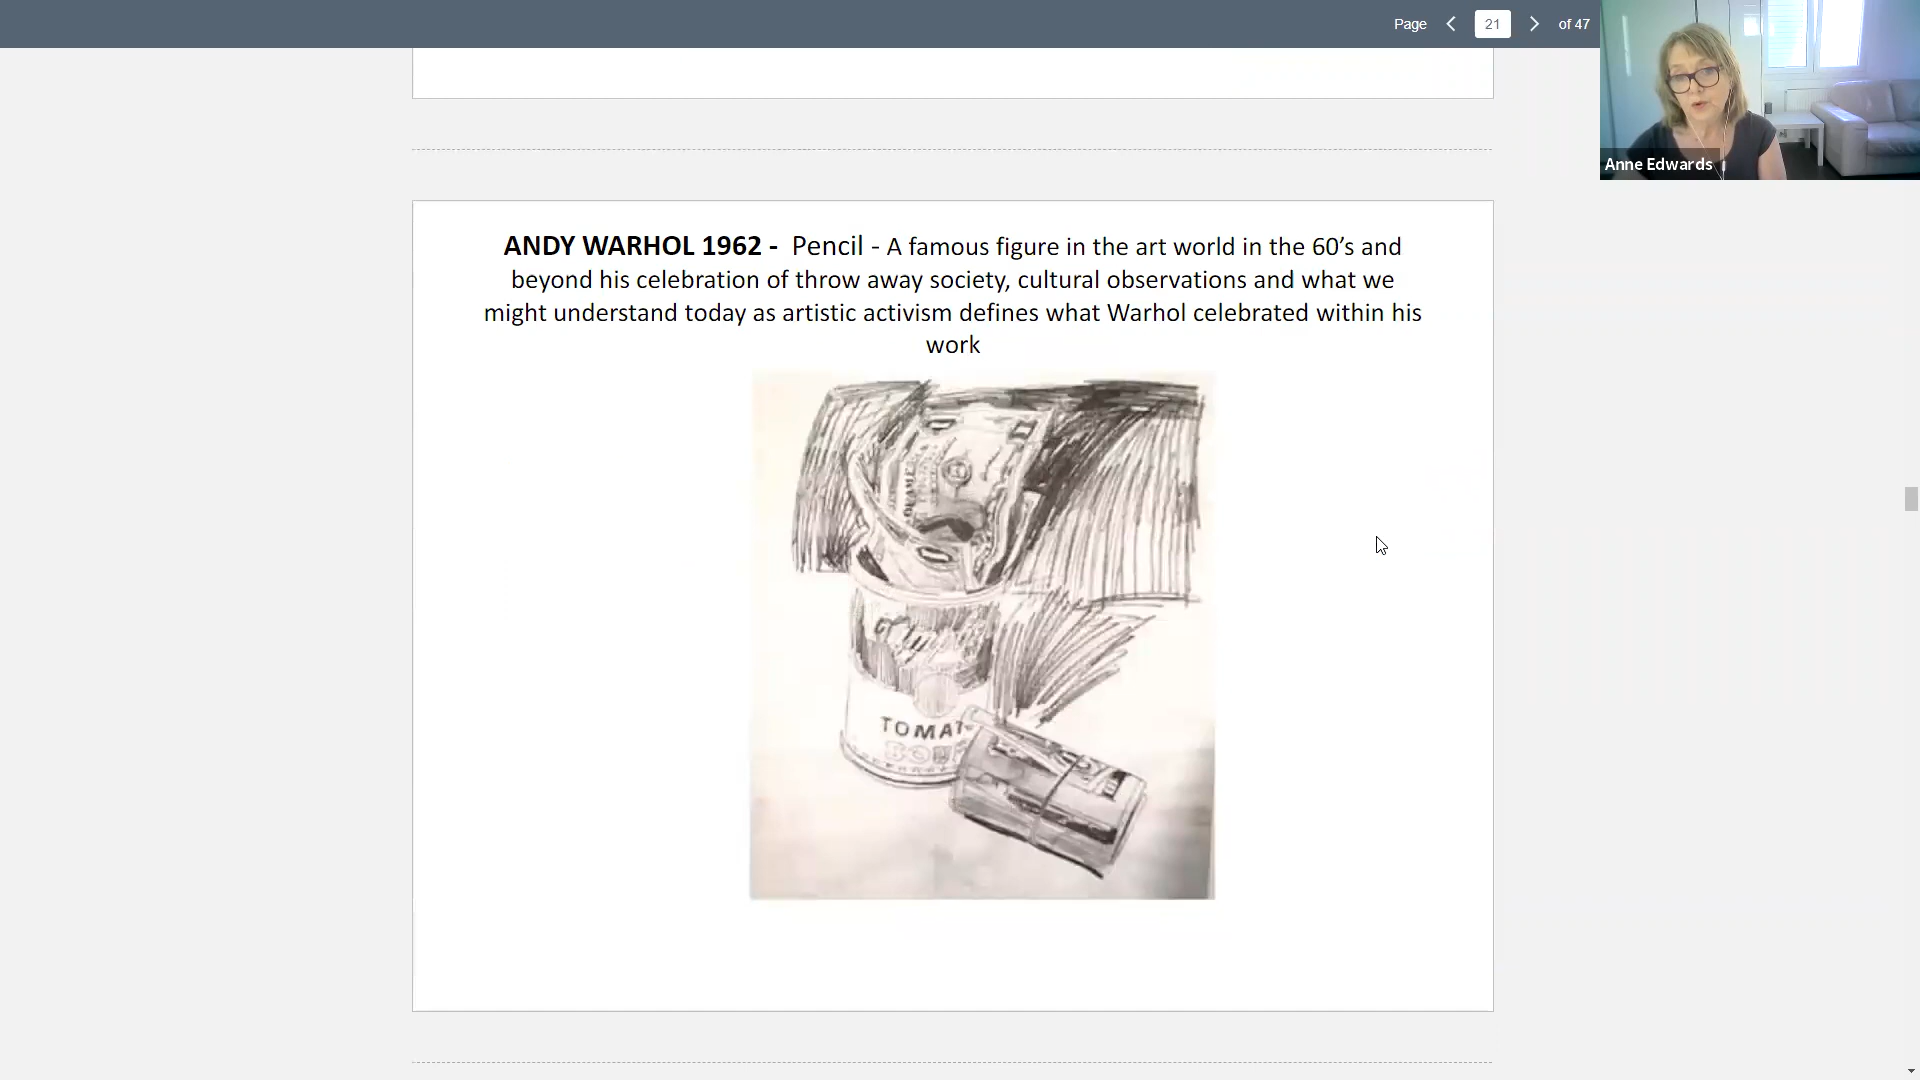 Page 21 of 47
Anne Edwards
ANDY WARHOL 1962 - Pencil - A famous figure in the art world in the 60’s and
beyond his celebration of throw away society, cultural observations and what we
might understand today as artistic activism defines what Warhol celebrated within his
work
TOMAT
SOUP